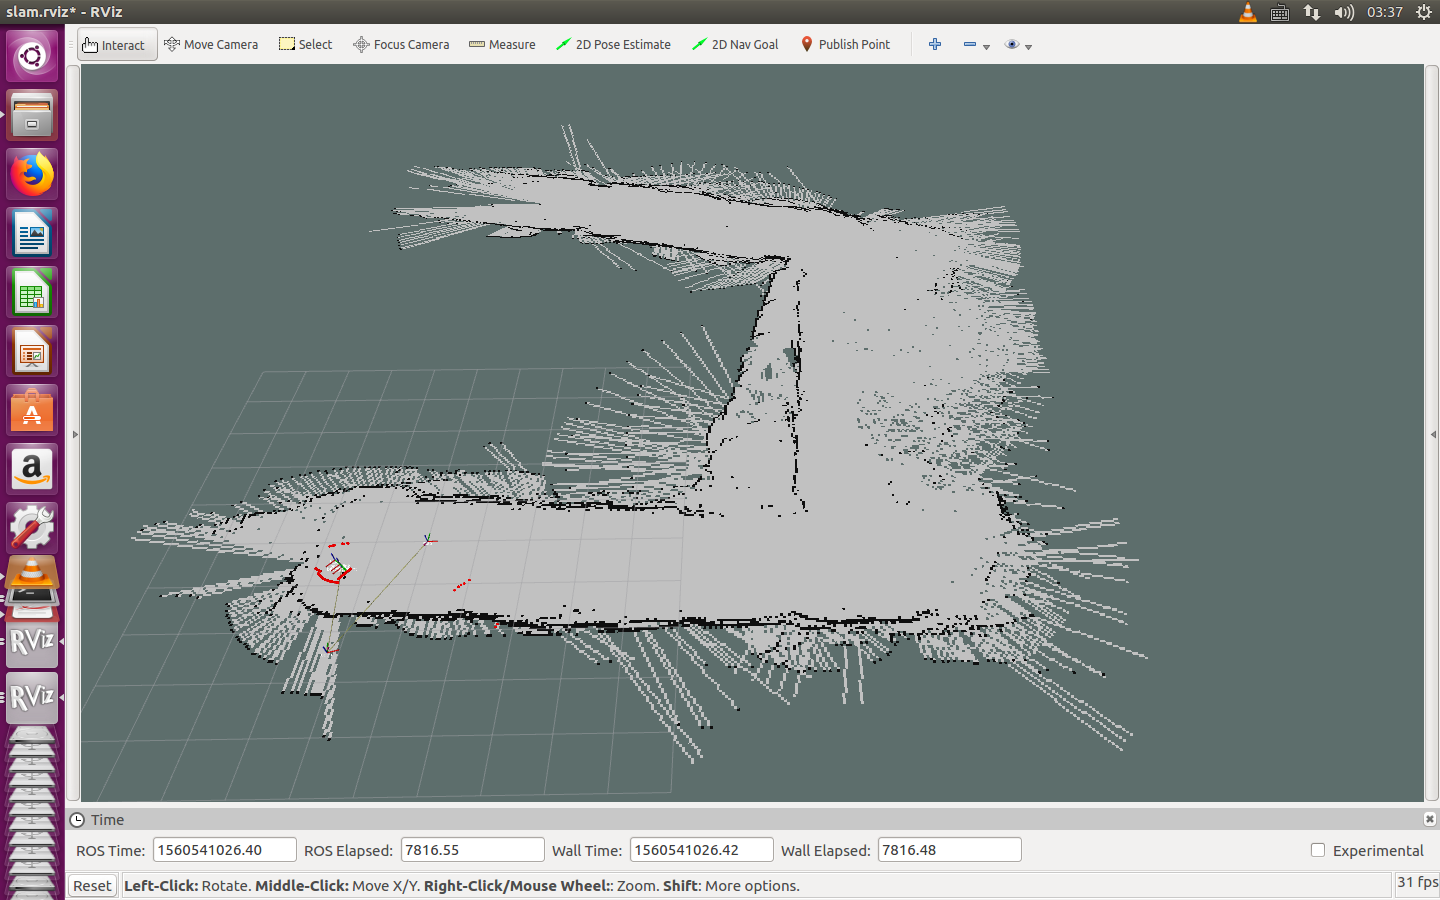 slam.rviz* - RViz
03:37
Interact Move Camera Select Focus Camera Measure 2D Pose Estimate 2D Nav Goal Publish Point
RViz
RViz
Time
ROS Time: 1560541026.40 ROS Elapsed: 7816.55 Wall Time: 1560541026.42 Wall Elapsed: 7816.48 Experimental
Reset Left-Click: Rotate. Middle-Click: Move X/Y. Right-Click/Mouse Wheel:: Zoom. Shift: More options. 31 fps